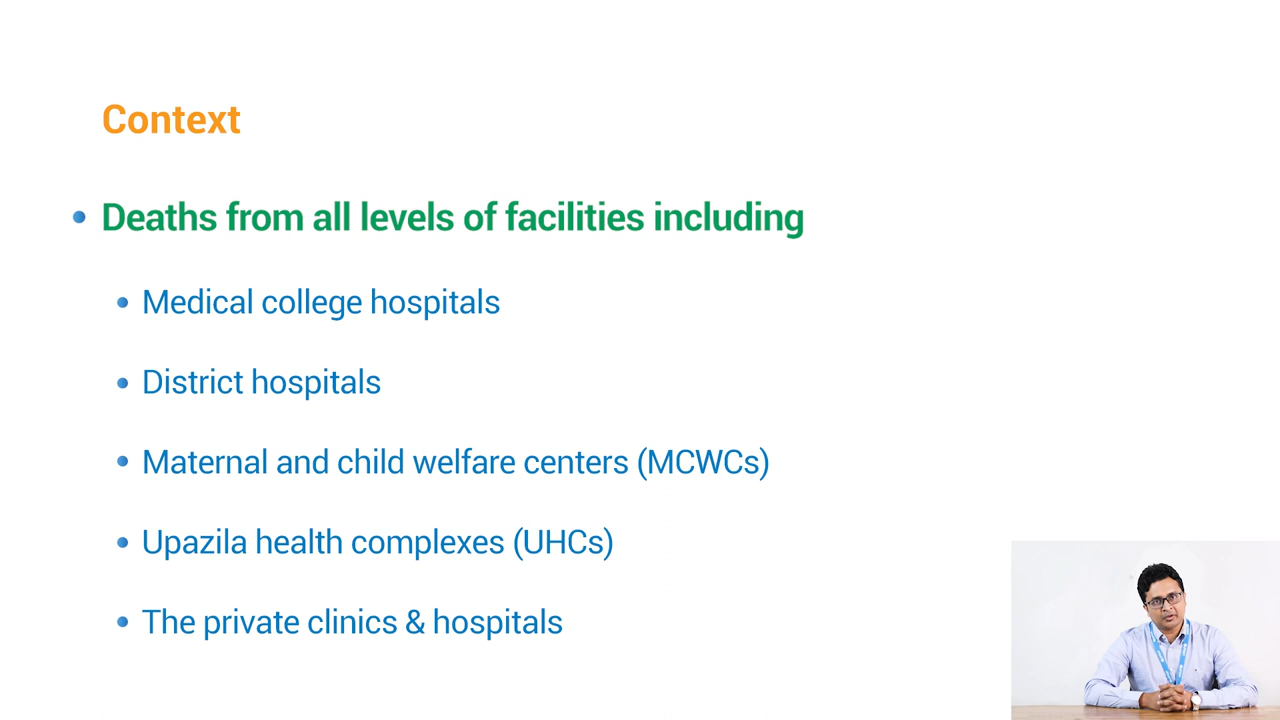 Context
Deaths from all levels of facilities including
Medical college hospitals
District hospitals
Maternal and child welfare centers (MCWCs)
Upazila health complexes (UHCs)
The private clinics & hospitals